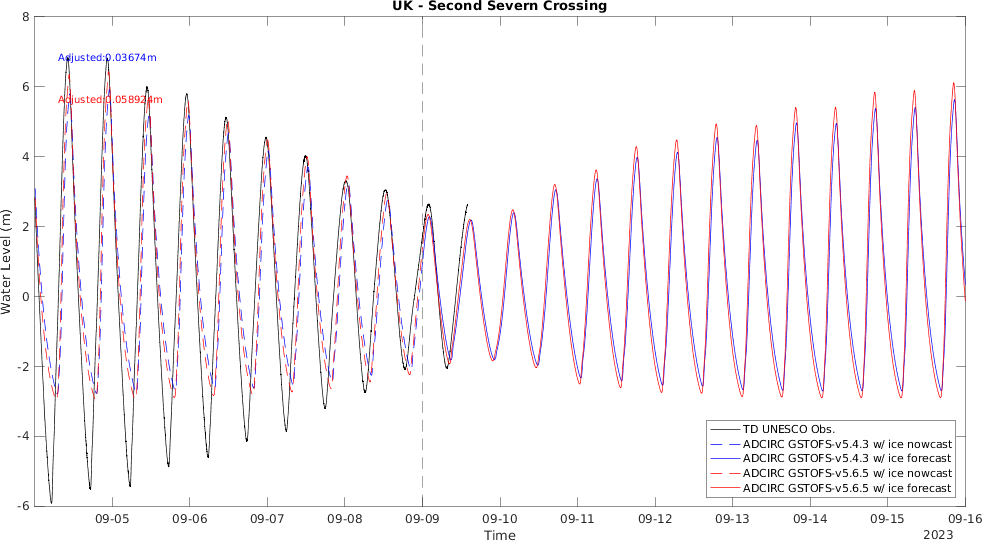 UK - Second Severn Crossing
8
6
4
2
0
-2
-4
-6
Water Level (m)
Adjusted:0.03674m
Adjusted:0.058924m
TD UNESCO Obs.
ADCIRC GSTOFS-v5.4.3 w/ ice nowcast
ADCIRC GSTOFS-v5.4.3 w/ ice forecast
ADCIRC GSTOFS-v5.6.5 w/ ice nowcast
ADCIRC GSTOFS-v5.6.5 w/ ice forecast
09-05 09-06 09-07 09-08 09-09 09-10 09-11 09-12 09-13 09-14 09-15 09-16
Time
2023